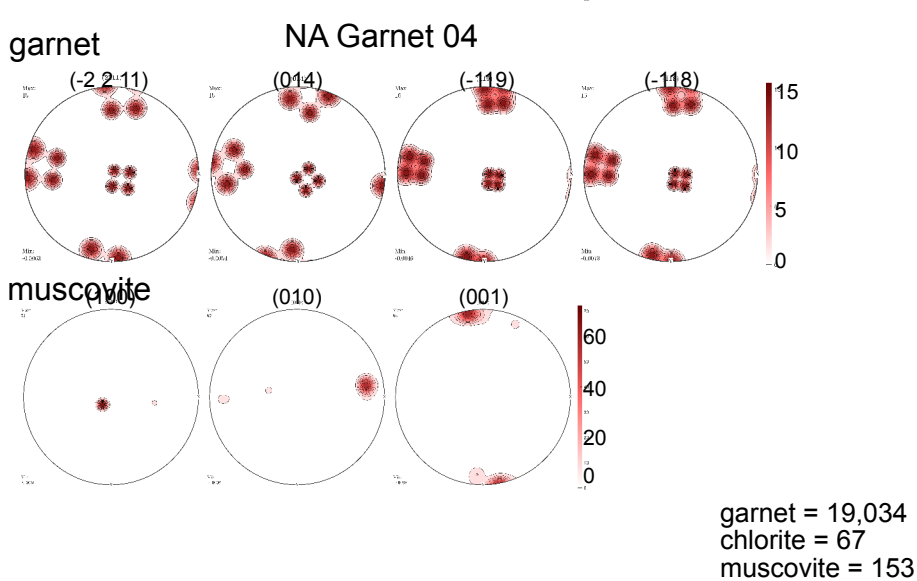 NA Garnet 04
garnet
(-2 2 11)
(014)
(-119)
(-118)
15
10
5
0
muscovite
(100)
(010)
(001)
60
40
20
0
garnet = 19,034
chlorite = 67
muscovite = 153